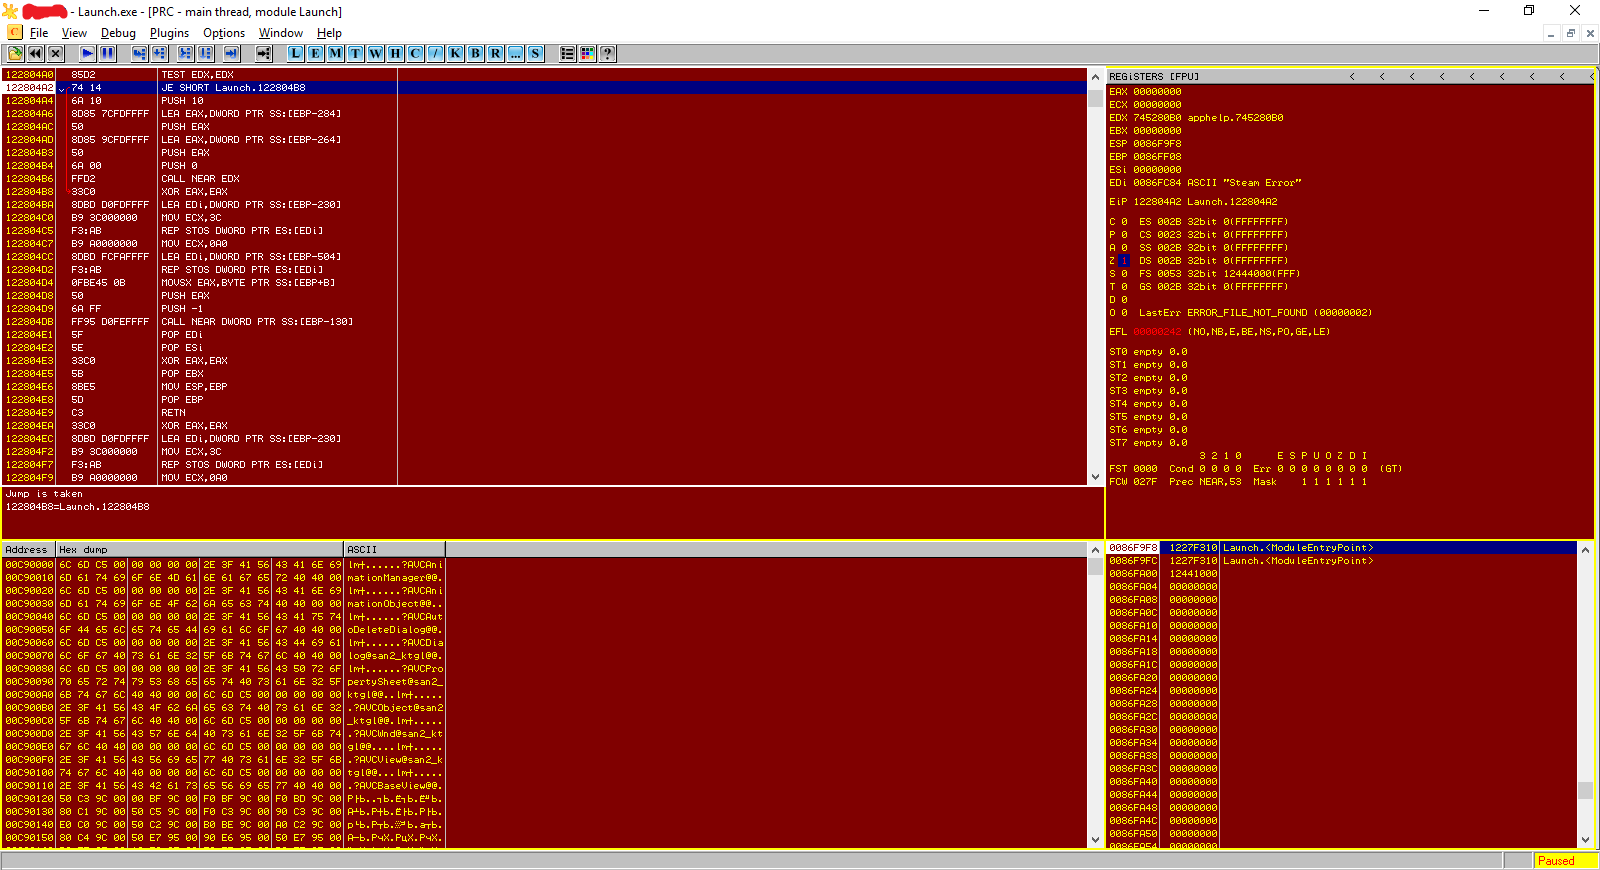 - Launch.exe - [PRC - main thread, module Launch]
C File View Debug Plugins Options Window Help
L E M T W H C / K B R ... S ?
122804A0 85D2 TEST EDX,EDX
122804A2 74 14 JE SHORT Launch.122804B8
122804A4 6A 10 PUSH 10
122804A6 8D85 7CFDFFFF LEA EAX,DWORD PTR SS:[EBP-284]
122804AC 50 PUSH EAX
122804AD 8D85 9CFDFFFF LEA EAX,DWORD PTR SS:[EBP-264]
122804B3 50 PUSH EAX
122804B4 6A 00 PUSH 0
122804B6 FFD2 CALL NEAR EDX
122804B8 33C0 XOR EAX,EAX
122804BA 8DBD D0FDFFFF LEA EDi,DWORD PTR SS:[EBP-230]
122804C0 B9 3C000000 MOV ECX,3C
122804C5 F3:AB REP STOS DWORD PTR ES:[EDi]
122804C7 B9 A0000000 MOV ECX,0A0
122804CC 8DBD FCFAFFFF LEA EDi,DWORD PTR SS:[EBP-504]
122804D2 F3:AB REP STOS DWORD PTR ES:[EDi]
122804D4 0FBE45 0B MOVSX EAX,BYTE PTR SS:[EBP+B]
122804D8 50 PUSH EAX
122804D9 6A FF PUSH -1
122804DB FF95 D0FEFFFF CALL NEAR DWORD PTR SS:[EBP-130]
122804E1 5F POP EDi
122804E2 5E POP ESi
122804E3 33C0 XOR EAX,EAX
122804E5 5B POP EBX
122804E6 8BE5 MOV ESP,EBP
122804E8 5D POP EBP
122804E9 C3 RETN
122804EA 33C0 XOR EAX,EAX
122804EC 8DBD D0FDFFFF LEA EDi,DWORD PTR SS:[EBP-230]
122804F2 B9 3C000000 MOV ECX,3C
122804F7 F3:AB REP STOS DWORD PTR ES:[EDi]
122804F9 B9 A0000000 MOV ECX,0A0
Jump is taken
122804B8=Launch.122804B8
REGiSTERS [FPU] < < < < < < < < <
EAX 00000000
ECX 00000000
EDX 745280B0 apphelp.745280B0
EBX 00000000
ESP 0086F9F8
EBP 0086FF08
ESi 00000000
EDi 0086FC84 ASCII "Steam Error"
EiP 122804A2 Launch.122804A2
C 0 ES 002B 32bit 0(FFFFFFFF)
P 0 CS 0023 32bit 0(FFFFFFFF)
A 0 SS 002B 32bit 0(FFFFFFFF)
Z 1 DS 002B 32bit 0(FFFFFFFF)
S 0 FS 0053 32bit 12444000(FFF)
T 0 GS 002B 32bit 0(FFFFFFFF)
D 0
O 0 LastErr ERROR_FILE_NOT_FOUND (00000002)
EFL 00000242 (NO,NB,E,BE,NS,PO,GE,LE)
ST0 empty 0.0
ST1 empty 0.0
ST2 empty 0.0
ST3 empty 0.0
ST4 empty 0.0
ST5 empty 0.0
ST6 empty 0.0
ST7 empty 0.0
3 2 1 0 E S P U O Z D I
FST 0000 Cond 0 0 0 0 Err 0 0 0 0 0 0 0 0 (GT)
FCW 027F Prec NEAR,53 Mask 1 1 1 1 1 1
Address Hex dump ASCII
00C90000 6C 6D C5 00 00 00 00 00 2E 3F 41 56 43 41 6E 69 lm┼.....?AVCAni
00C90010 6D 61 74 69 6F 6E 4D 61 6E 61 67 65 72 40 40 00 mationManager@@.
00C90020 6C 6D C5 00 00 00 00 00 2E 3F 41 56 43 41 6E 69 lm┼......?AVCAni
00C90030 6D 61 74 69 6F 6E 4F 62 6A 65 63 74 40 40 00 00 mationObject@@..
00C90040 6C 6D C5 00 00 00 00 00 2E 3F 41 56 43 41 75 74 lm┼......?AVCAut
00C90050 6F 44 65 6C 65 74 65 44 69 61 6C 6F 67 40 40 00 oDeleteDialog@@.
00C90060 6C 6D C5 00 00 00 00 00 2E 3F 41 56 43 44 69 61 lm┼......?AVCDia
00C90070 6C 6F 67 40 73 61 6E 32 5F 6B 74 67 6C 40 40 00 log@san2_ktgl@@.
00C90080 6C 6D C5 00 00 00 00 00 2E 3F 41 56 43 50 72 6F lm┼......?AVCPro
00C90090 70 65 72 74 79 53 68 65 65 74 40 73 61 6E 32 5F pertySheet@san2_
00C900A0 6B 74 67 6C 40 40 00 00 6C 6D C5 00 00 00 00 00 ktgl@@..lm┼.....
00C900B0 2E 3F 41 56 43 4F 62 6A 65 63 74 40 73 61 6E 32 .?AVCObject@san2
00C900C0 5F 6B 74 67 6C 40 40 00 6C 6D C5 00 00 00 00 00 _ktgl@@.lm┼.....
00C900D0 2E 3F 41 56 43 57 6E 64 40 73 61 6E 32 5F 6B 74 .?AVCWnd@san2_kt
00C900E0 67 6C 40 40 00 00 00 00 6C 6D C5 00 00 00 00 00 gl@@....lm┼.....
00C900F0 2E 3F 41 56 43 56 69 65 77 40 73 61 6E 32 5F 6B .?AVCView@san2_k
00C90100 74 67 6C 40 40 00 00 00 6C 6D C5 00 00 00 00 00 tgl@@...lm┼.....
00C90110 2E 3F 41 56 43 42 61 73 65 56 69 65 77 40 40 00 .?AVCBaseView@@.
00C90120 50 C3 9C 00 00 BF 9C 00 F0 BF 9C 00 F0 BD 9C 00
00C90130 80 C1 9C 00 50 C5 9C 00 F0 C3 9C 00 90 C3 9C 00
00C90140 E0 C0 9C 00 50 C2 9C 00 B0 BE 9C 00 A0 C2 9C 00
00C90150 80 C4 9C 00 50 E7 95 00 90 E6 95 00 50 E7 95 00
0086F9F8 1227F310 Launch.<ModuleEntryPoint>
0086F9FC 1227F310 Launch.<ModuleEntryPoint>
0086FA00 12441000
0086FA04 00000000
0086FA08 00000000
0086FA0C 00000000
0086FA10 00000000
0086FA14 00000000
0086FA18 00000000
0086FA1C 00000000
0086FA20 00000000
0086FA24 00000000
0086FA28 00000000
0086FA2C 00000000
0086FA30 00000000
0086FA34 00000000
0086FA38 00000000
0086FA3C 00000000
0086FA40 00000000
0086FA44 00000000
0086FA48 00000000
0086FA4C 00000000
0086FA50 00000000
0086FA54 00000000
Paused